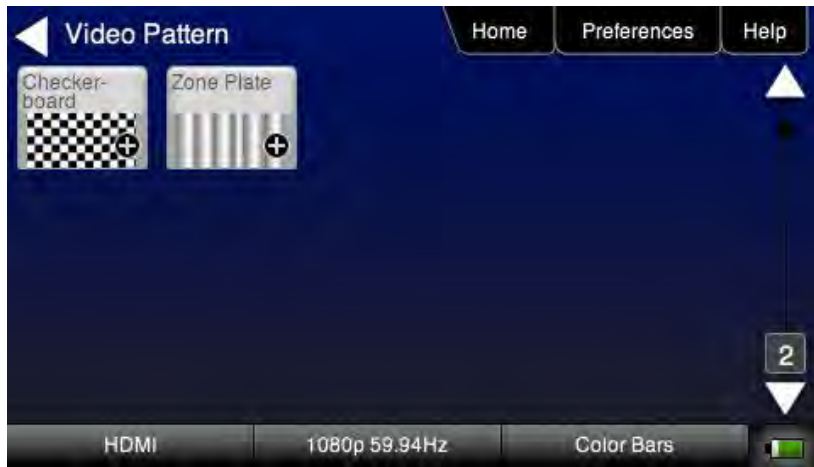 Video Pattern
Home
Preferences
Help
Checker-
board
Zone Plate
2
HDMI
1080p 59.94Hz
Color Bars